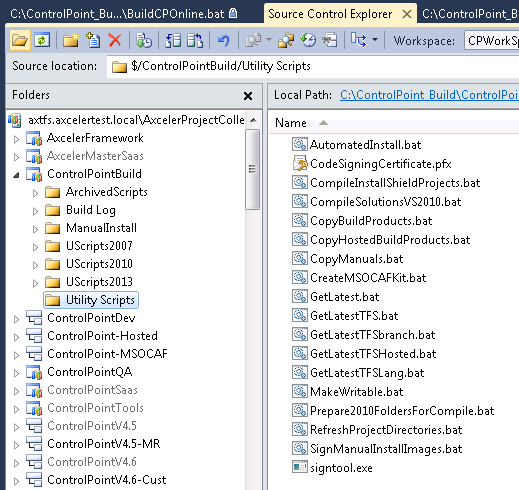 C:\ControlPoint_Bu...\BuildCPOnline.bat
Source Control Explorer
C:\ControlPoint_B
Workspace:
CPWorkSp
Source location:
$/ControlPointBuild/Utility Scripts
Folders
Local Path:
C:\ControlPoint_Build\ControlPoi
axtfs.axcelertest.local\AxcelerProjectColle
Name
AxcelerFramework
AutomatedInstall.bat
AxcelerMasterSaas
CodeSigningCertificate.pfx
ControlPointBuild
CompileInstallShieldProjects.bat
ArchivedScripts
CompileSolutionsVS2010.bat
Build Log
CopyBuildProducts.bat
ManualInstall
CopyHostedBuildProducts.bat
UScripts2007
CopyManuals.bat
UScripts2010
CreateMSOCAFKit.bat
UScripts2013
GetLatest.bat
Utility Scripts
GetLatestTFS.bat
ControlPointDev
GetLatestTFSbranch.bat
ControlPoint-Hosted
GetLatestTFSHosted.bat
ControlPoint-MSOCAF
GetLatestTFSLang.bat
ControlPointQA
MakeWritable.bat
ControlPointSaas
Prepare2010FoldersForCompile.bat
ControlPointTools
RefreshProjectDirectories.bat
ControlPointV4.5
SignManualInstallImages.bat
ControlPointV4.5-MR
signtool.exe
ControlPointV4.6
ControlPointV4.6-Cust